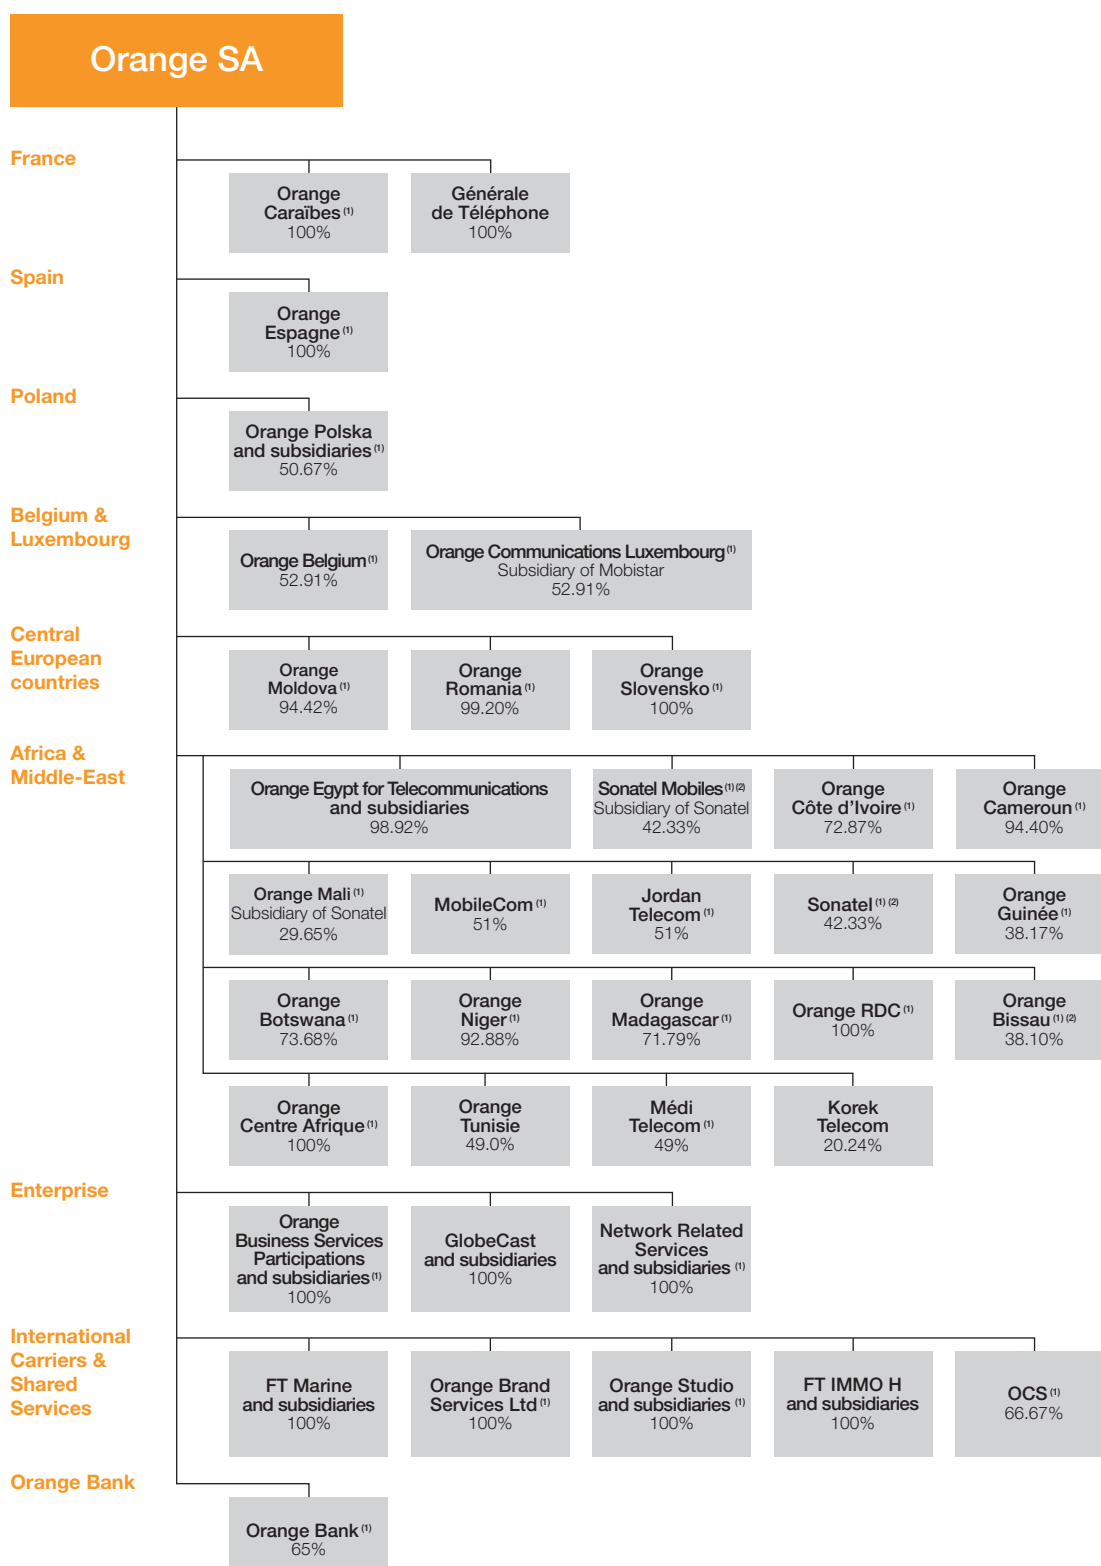 Orange SA
France
Orange
Caraïbes (1)
100%
Générale
de Téléphone
100%
Spain
Orange
Espagne (1)
100%
Poland
Orange Polska
and subsidiaries (1)
50.67%
Belgium &
Luxembourg
Orange Belgium (1)
52.91%
Orange Communications Luxembourg (1)
Subsidiary of Mobistar
52.91%
Central
European
countries
Orange
Moldova (1)
94.42%
Orange
Romania (1)
99.20%
Orange
Slovensko (1)
100%
Africa &
Middle-East
Orange Egypt for Telecommunications
and subsidiaries
98.92%
Sonatel Mobiles (1) (2)
Subsidiary of Sonatel
42.33%
Orange
Côte d'Ivoire (1)
72.87%
Orange
Cameroun (1)
94.40%
Orange Mali (1)
Subsidiary of Sonatel
29.65%
MobileCom (1)
51%
Jordan
Telecom (1)
51%
Sonatel (1) (2)
42.33%
Orange
Guinée (1)
38.17%
Orange
Botswana (1)
73.68%
Orange
Niger (1)
92.88%
Orange
Madagascar (1)
71.79%
Orange RDC (1)
100%
Orange
Bissau (1) (2)
38.10%
Orange
Centre Afrique (1)
100%
Orange
Tunisie
49.0%
Médi
Telecom (1)
49%
Korek
Telecom
20.24%
Enterprise
Orange
Business Services
Participations
and subsidiaries (1)
100%
GlobeCast
and subsidiaries
100%
Network Related
Services
and subsidiaries (1)
100%
International
Carriers &
Shared
Services
FT Marine
and subsidiaries
100%
Orange Brand
Services Ltd (1)
100%
Orange Studio
and subsidiaries (1)
100%
FT IMMO H
and subsidiaries
100%
OCS (1)
66.67%
Orange Bank
Orange Bank (1)
65%